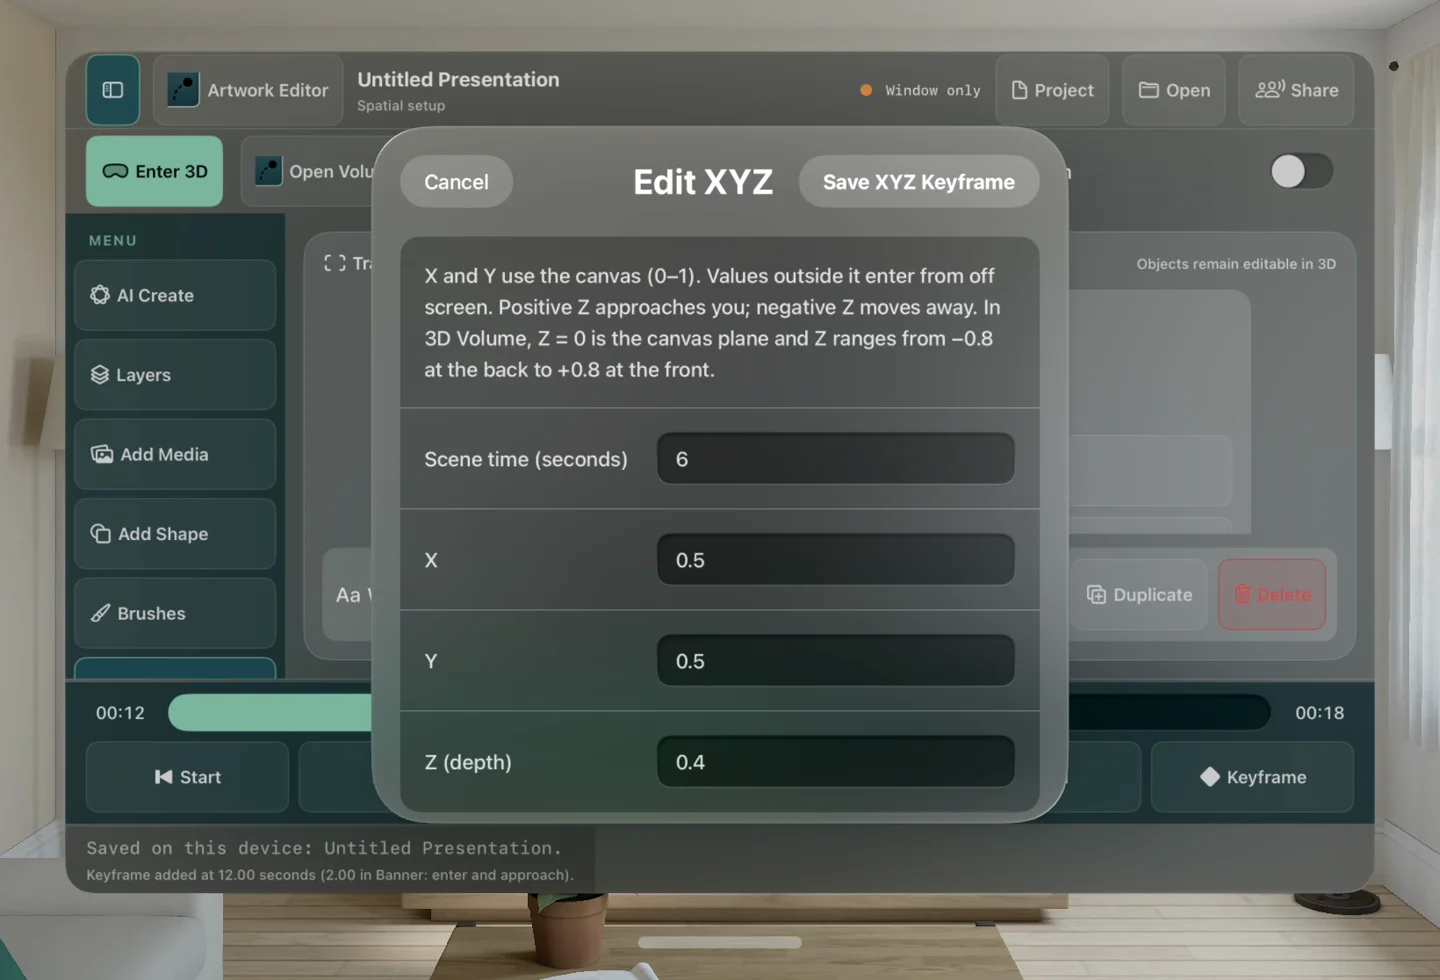 Artwork Editor
Untitled Presentation
Spatial setup
Window only
Project
Open
Share
Enter 3D
Open
Cancel
Edit XYZ
Save XYZ Keyframe
MENU
AI Create
Layers
Add Media
Add Shape
Brushes
Objects remain editable in 3D
X and Y use the canvas (0–1). Values outside it enter from off
screen. Positive Z approaches you; negative Z moves away. In
3D Volume, Z = 0 is the canvas plane and Z ranges from −0.8
at the back to +0.8 at the front.
Scene time (seconds) 6
X 0.5
Y 0.5
Z (depth) 0.4
Aa
Duplicate
Delete
00:12
00:18
Start
Keyframe
Saved on this device: Untitled Presentation.
Keyframe added at 12.00 seconds (2.00 in Banner: enter and approach).